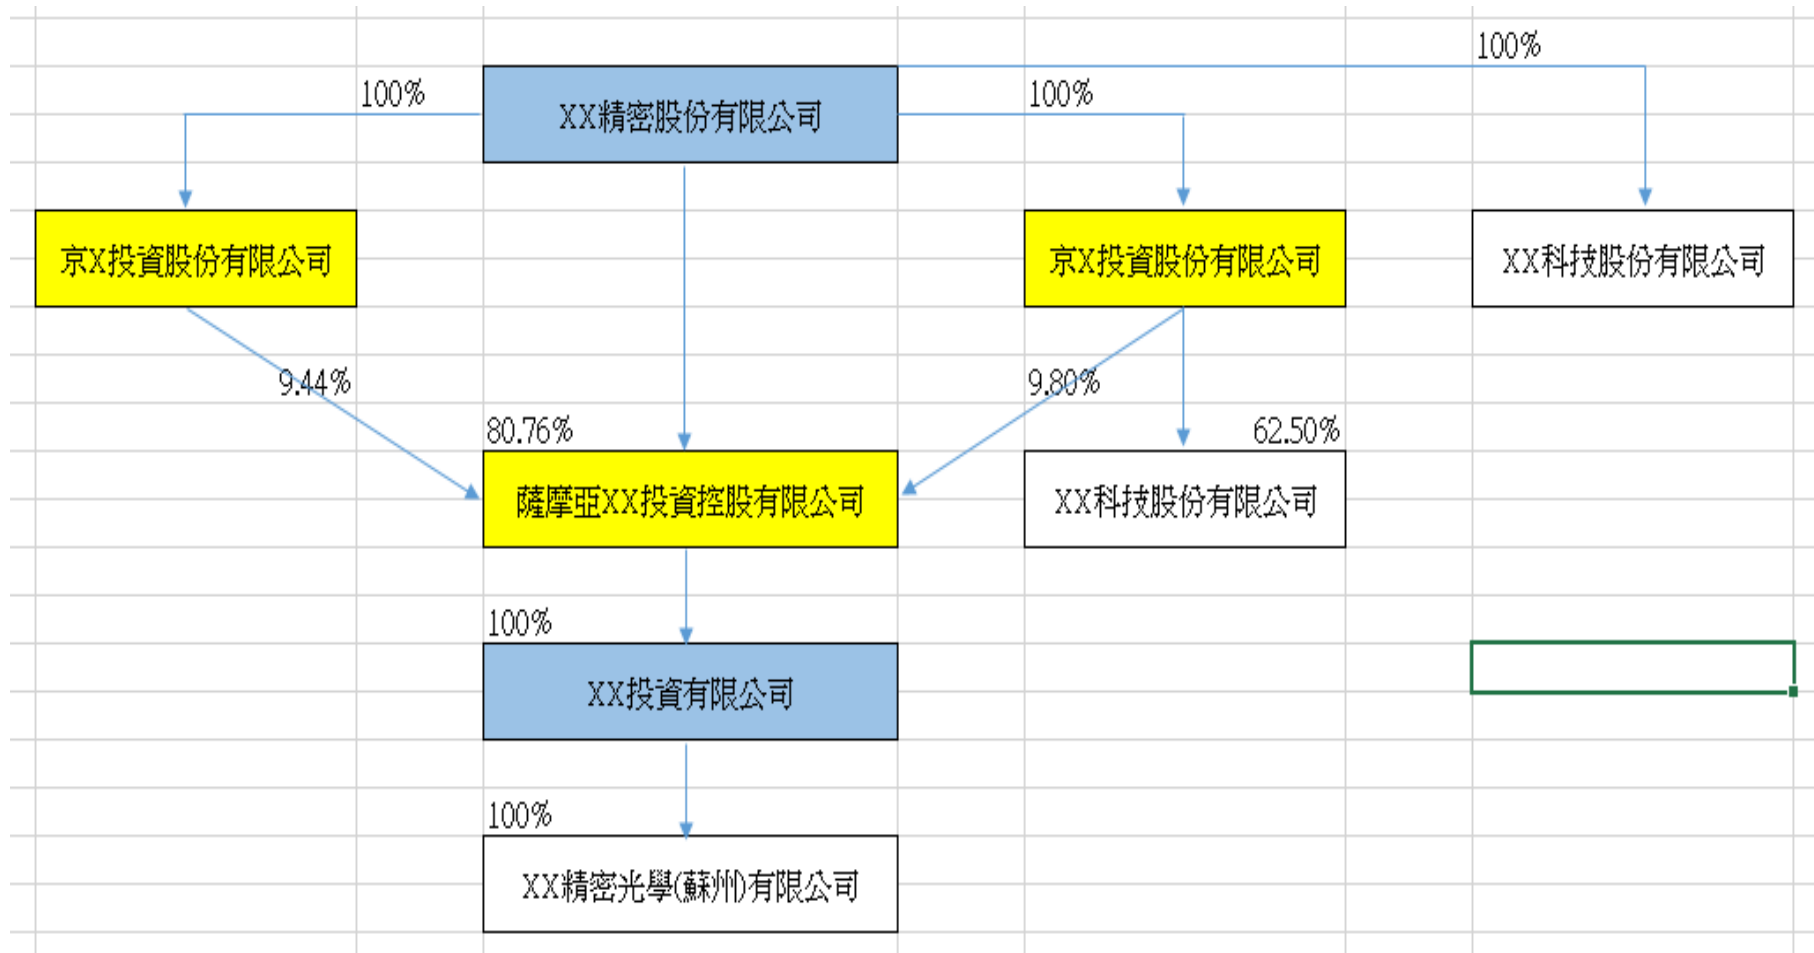 100%
100%
100%
XX精密股份有限公司
京X投資股份有限公司
京X投資股份有限公司
XX科技股份有限公司
9.44%
9.80%
80.76%
62.50%
薩摩亞XX投資控股有限公司
XX科技股份有限公司
100%
XX投資有限公司
100%
XX精密光學(蘇州)有限公司